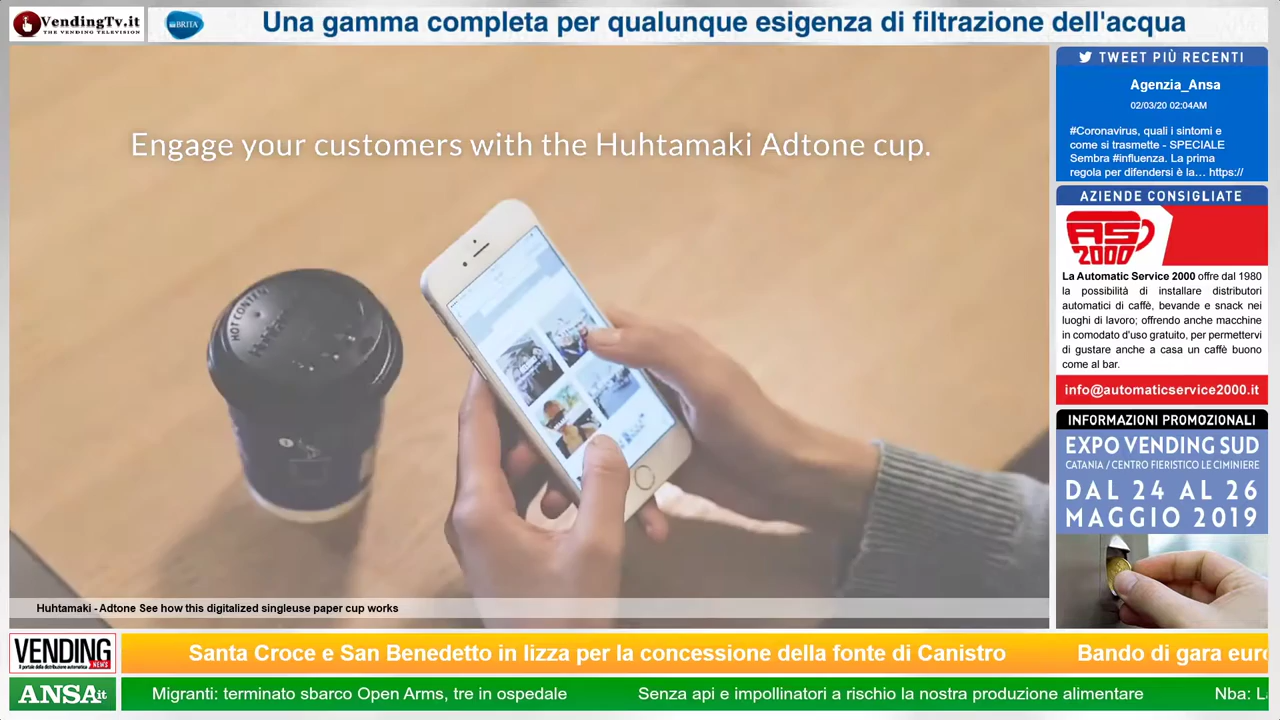 VendingTv.it
THE VENDING TELEVISION
BRITA
Una gamma completa per qualunque esigenza di filtrazione dell'acqua
Engage your customers with the Huhtamaki Adtone cup.
HOT CONTENT
Huhtamaki - Adtone See how this digitalized singleuse paper cup works
TWEET PIÙ RECENTI
Agenzia_Ansa
02/03/20 02:04AM
#Coronavirus, quali i sintomi e
come si trasmette - SPECIALE
Sembra #influenza. La prima
regola per difendersi è la… https://
AZIENDE CONSIGLIATE
AS
2000
La Automatic Service 2000 offre dal 1980
la possibilità di installare distributori
automatici di caffè, bevande e snack nei
luoghi di lavoro; offrendo anche macchine
in comodato d'uso gratuito, per permettervi
di gustare anche a casa un caffè buono
come al bar.
info@automaticservice2000.it
INFORMAZIONI PROMOZIONALI
EXPO VENDING SUD
CATANIA / CENTRO FIERISTICO LE CIMINIERE
DAL 24 AL 26
MAGGIO 2019
VENDING
NEWS
Il portale della distribuzione automatica
Santa Croce e San Benedetto in lizza per la concessione della fonte di Canistro Bando di gara euro
ANSA.it
Migranti: terminato sbarco Open Arms, tre in ospedale Senza api e impollinatori a rischio la nostra produzione alimentare Nba: L